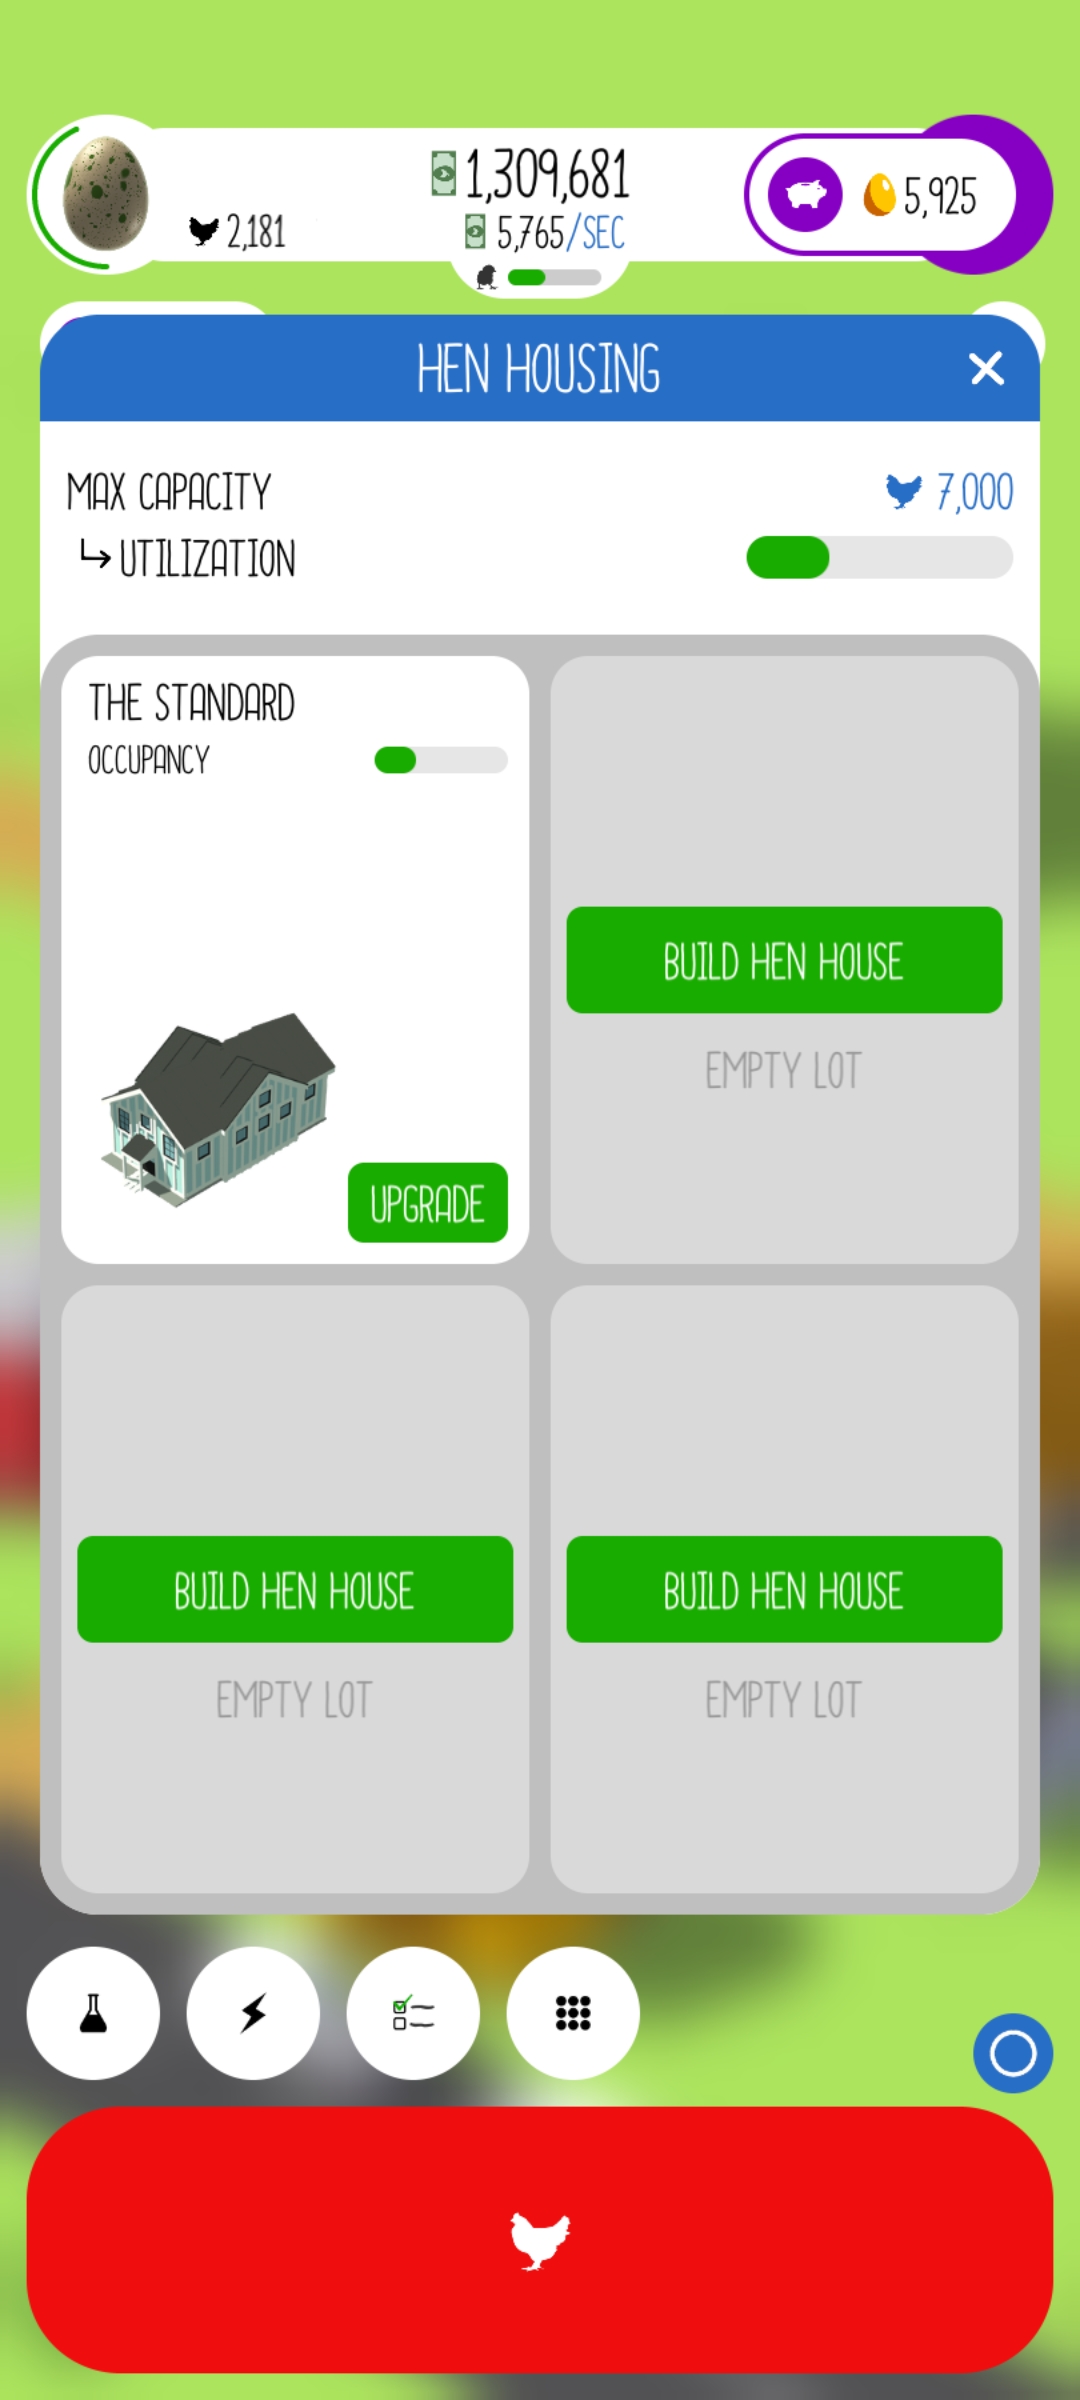 1,309,681
2,181
5,765/SEC
5,925
HEN HOUSING
MAX CAPACITY
7,000
UTILIZATION
THE STANDARD
OCCUPANCY
UPGRADE
BUILD HEN HOUSE
EMPTY LOT
BUILD HEN HOUSE
EMPTY LOT
BUILD HEN HOUSE
EMPTY LOT